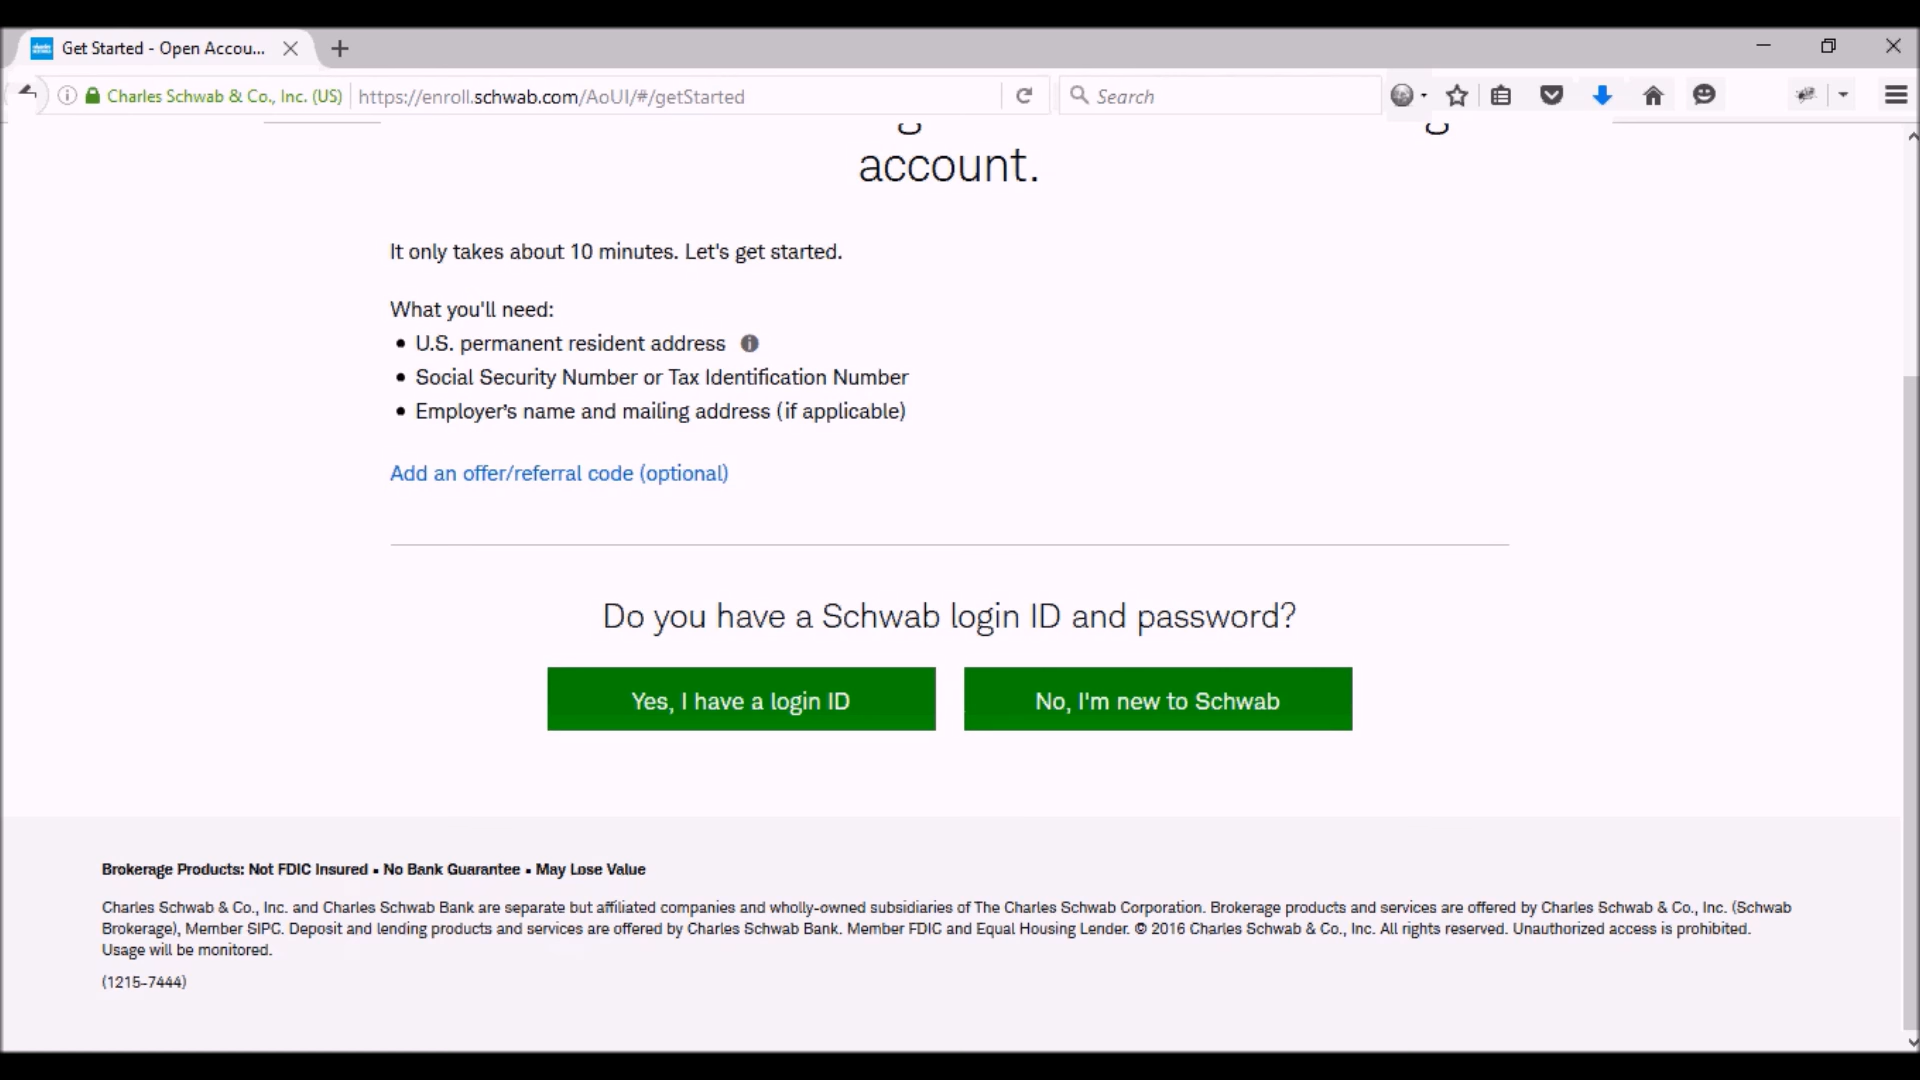 Get Started - Open Accou...
Charles Schwab & Co., Inc. (US)
https://enroll.schwab.com/AoUI/#/getStarted
Search
account.
It only takes about 10 minutes. Let's get started.
What you'll need:
• U.S. permanent resident address
• Social Security Number or Tax Identification Number
• Employer's name and mailing address (if applicable)
Add an offer/referral code (optional)
Do you have a Schwab login ID and password?
Yes, I have a login ID
No, I'm new to Schwab
Brokerage Products: Not FDIC Insured • No Bank Guarantee • May Lose Value
Charles Schwab & Co., Inc. and Charles Schwab Bank are separate but affiliated companies and wholly-owned subsidiaries of The Charles Schwab Corporation. Brokerage products and services are offered by Charles Schwab & Co., Inc. (Schwab
Brokerage), Member SIPC. Deposit and lending products and services are offered by Charles Schwab Bank. Member FDIC and Equal Housing Lender. © 2016 Charles Schwab & Co., Inc. All rights reserved. Unauthorized access is prohibited.
Usage will be monitored.
(1215-7444)